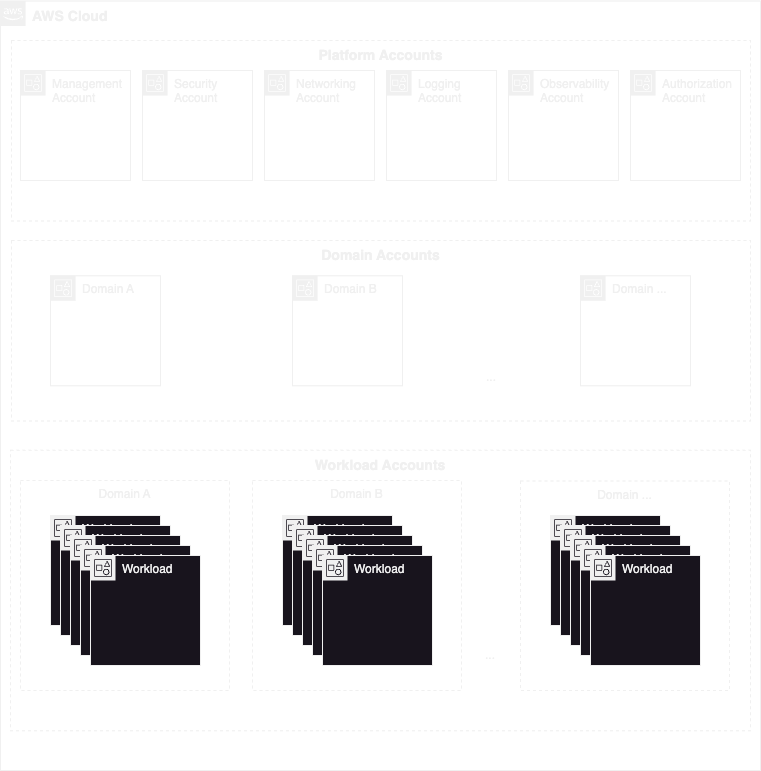 aws
AWS Cloud
Platform Accounts
Management
Account
Security
Account
Networking
Account
Logging
Account
Observability
Account
Authorization
Account
Domain Accounts
Domain A
Domain B
...
Domain ...
Workload Accounts
Domain A
Domain B
Domain ...
Workload
Workload
...
Workload